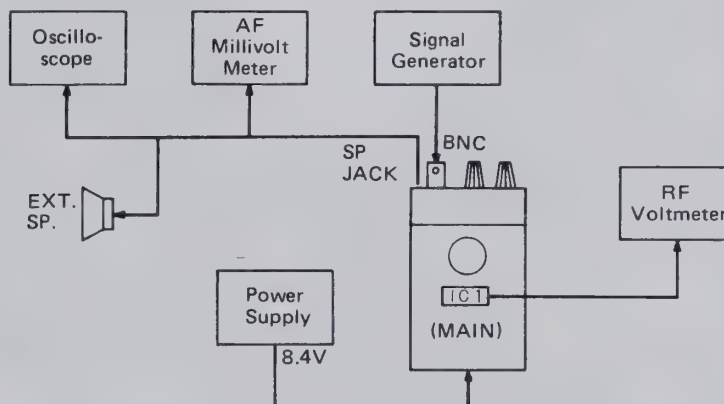 Oscillo-
scope
AF
Millivolt
Meter
Signal
Generator
SP
JACK
BNC
EXT.
SP.
RF
Voltmeter
Power
Supply
IC1
(MAIN)
8.4V